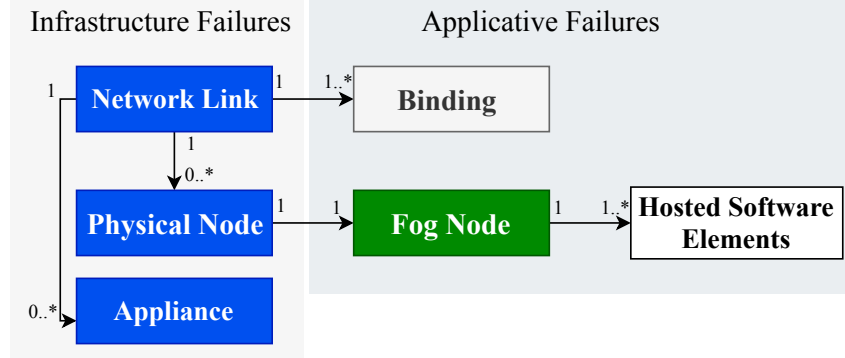 Infrastructure Failures
Applicative Failures
1
Network Link
1
1..*
Binding
1
0..*
Physical Node
1
1
Fog Node
1
1..*
Hosted Software
Elements
0..*
Appliance